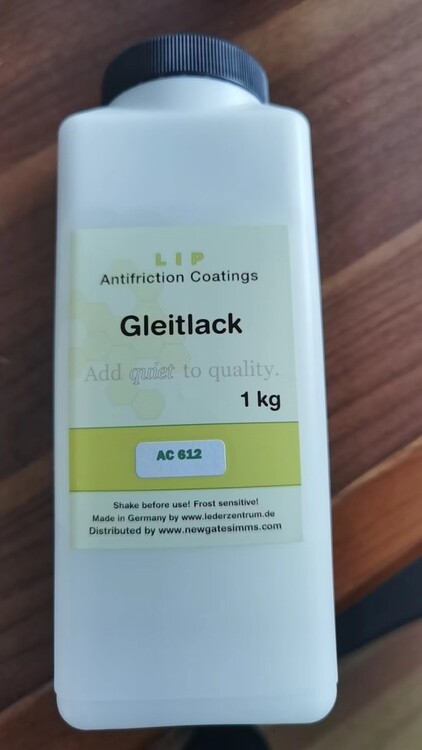 LIP
Antifriction Coatings
Gleitlack
Add quiet to quality.
1 kg
AC 612
Shake before use! Frost sensitive!
Made in Germany by www.lederzentrum.de
Distributed by www.newgatesimms.com